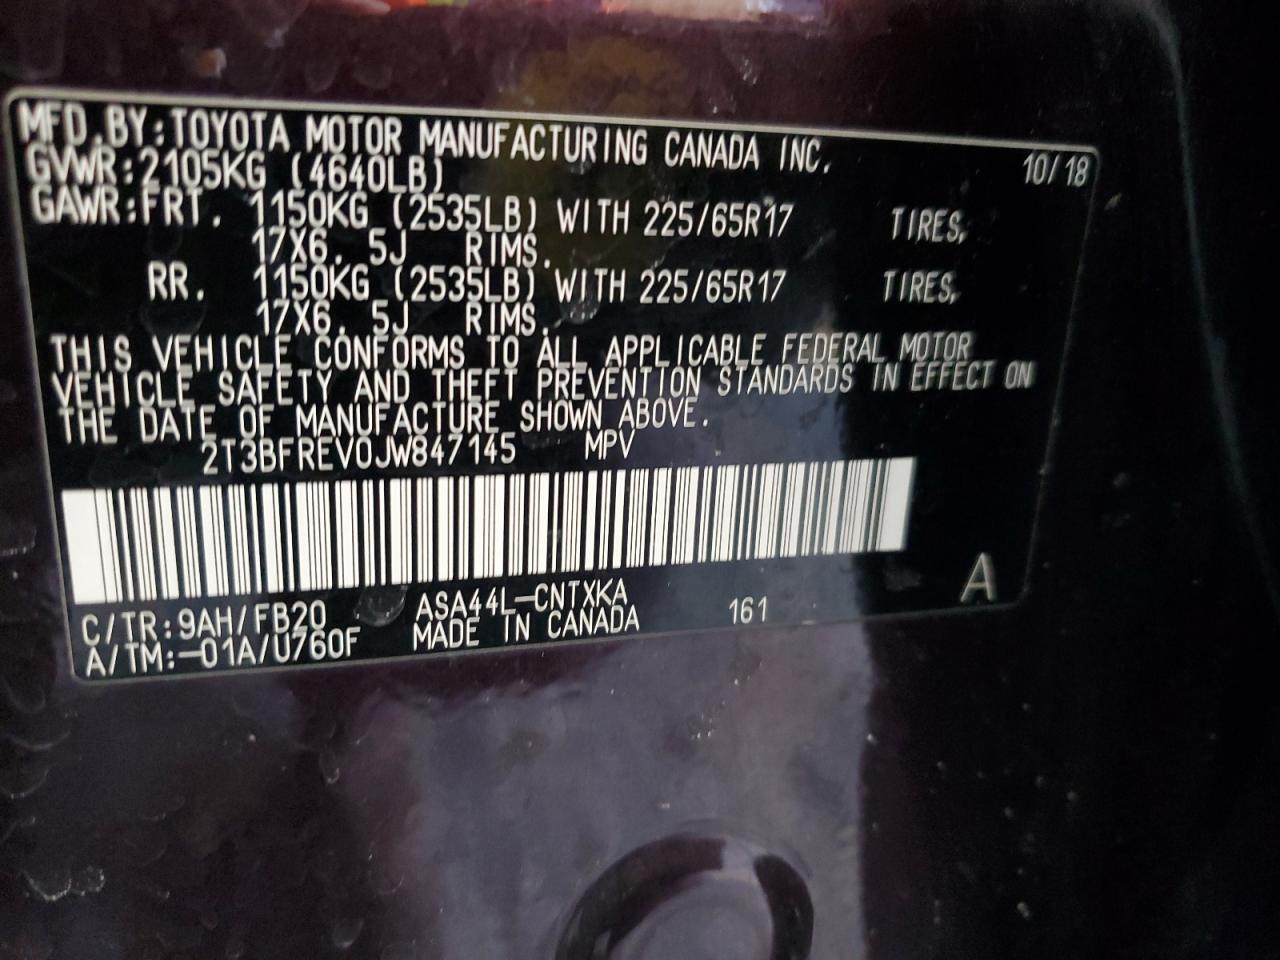 MFD.BY:TOYOTA MOTOR MANUFACTURING CANADA INC. 10/18
GVWR:2105KG (4640LB)
GAWR:FRT. 1150KG (2535LB) WITH 225/65R17 TIRES,
17X6. 5J RIMS.
RR. 1150KG (2535LB) WITH 225/65R17 TIRES,
17X6. 5J RIMS.
THIS VEHICLE CONFORMS TO ALL APPLICABLE FEDERAL MOTOR
VEHICLE SAFETY AND THEFT PREVENTION STANDARDS IN EFFECT ON
THE DATE OF MANUFACTURE SHOWN ABOVE.
2T3BFREV0JW847145 MPV
A
C/TR:9AH/FB20 ASA44L-CNTXKA 161
A/TM:-01A/U760F MADE IN CANADA